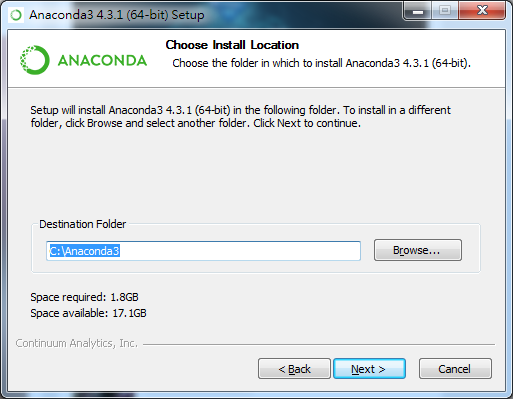 Anaconda3 4.3.1 (64-bit) Setup
ANACONDA
Choose Install Location
Choose the folder in which to install Anaconda3 4.3.1 (64-bit).
Setup will install Anaconda3 4.3.1 (64-bit) in the following folder. To install in a different
folder, click Browse and select another folder. Click Next to continue.
Destination Folder
C:\Anaconda3
Browse...
Space required: 1.8GB
Space available: 17.1GB
Continuum Analytics, Inc.
< Back
Next >
Cancel